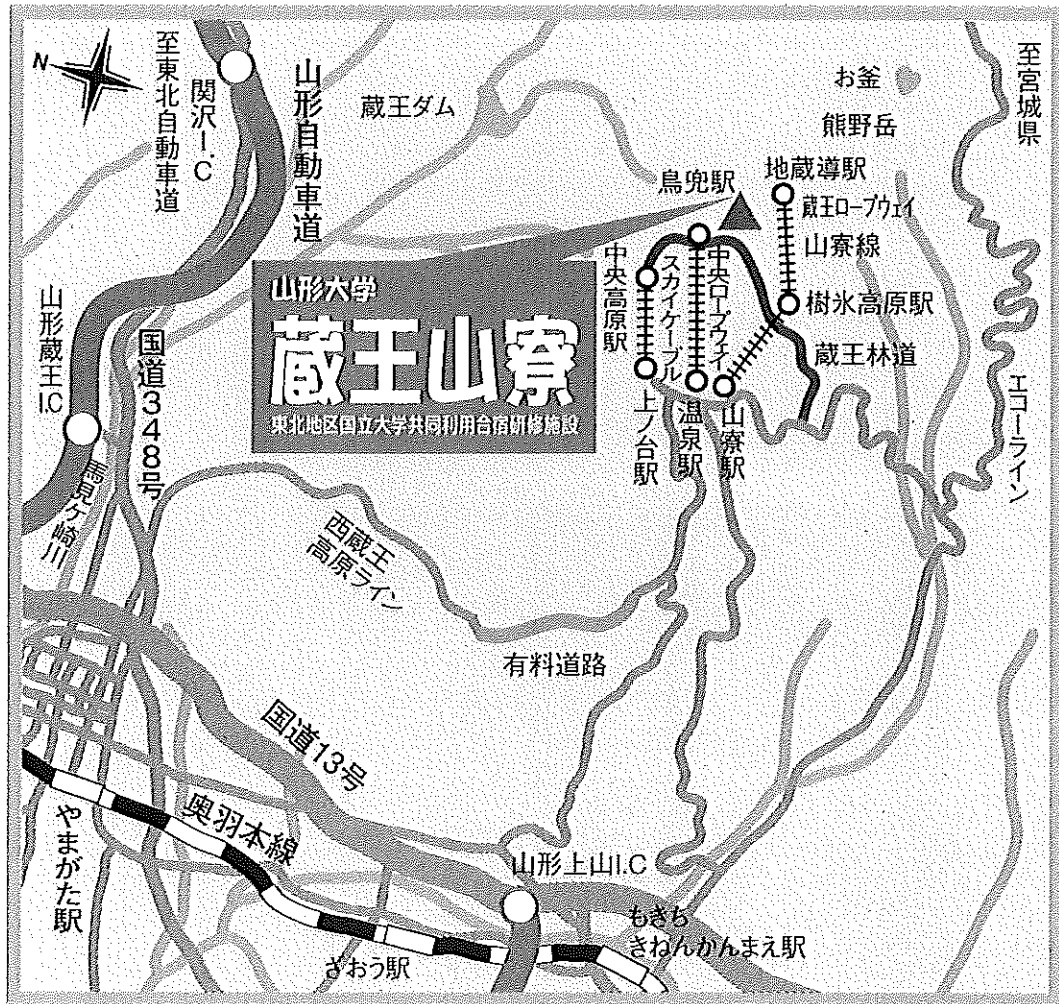 N
至東北自動車道
関沢I.C
山形自動車道
蔵王ダム
お釜
熊野岳
至宮城県
鳥兜駅
地蔵導駅
蔵王ロープウェイ
山寮線
中央高原駅
スカイケーブル
中央ロープウェイ
樹氷高原駅
蔵王林道
エコーライン
上ノ台駅
温泉駅
山寮駅
山形大学
蔵王山寮
東北地区国立大学共同利用合宿研修施設
山形蔵王I.C
国道348号
馬見ヶ崎川
西蔵王
高原ライン
有料道路
国道13号
奥羽本線
やまがた駅
ざおう駅
山形上山I.C
もきち
きねんかんまえ駅